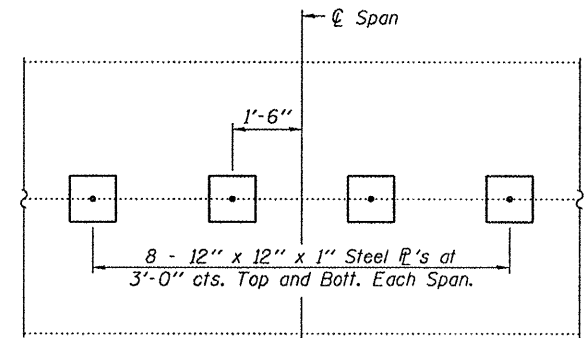 ℄ Span
1'-6"
8 - 12" x 12" x 1" Steel ⅊'s at
3'-0" cts. Top and Bott. Each Span.